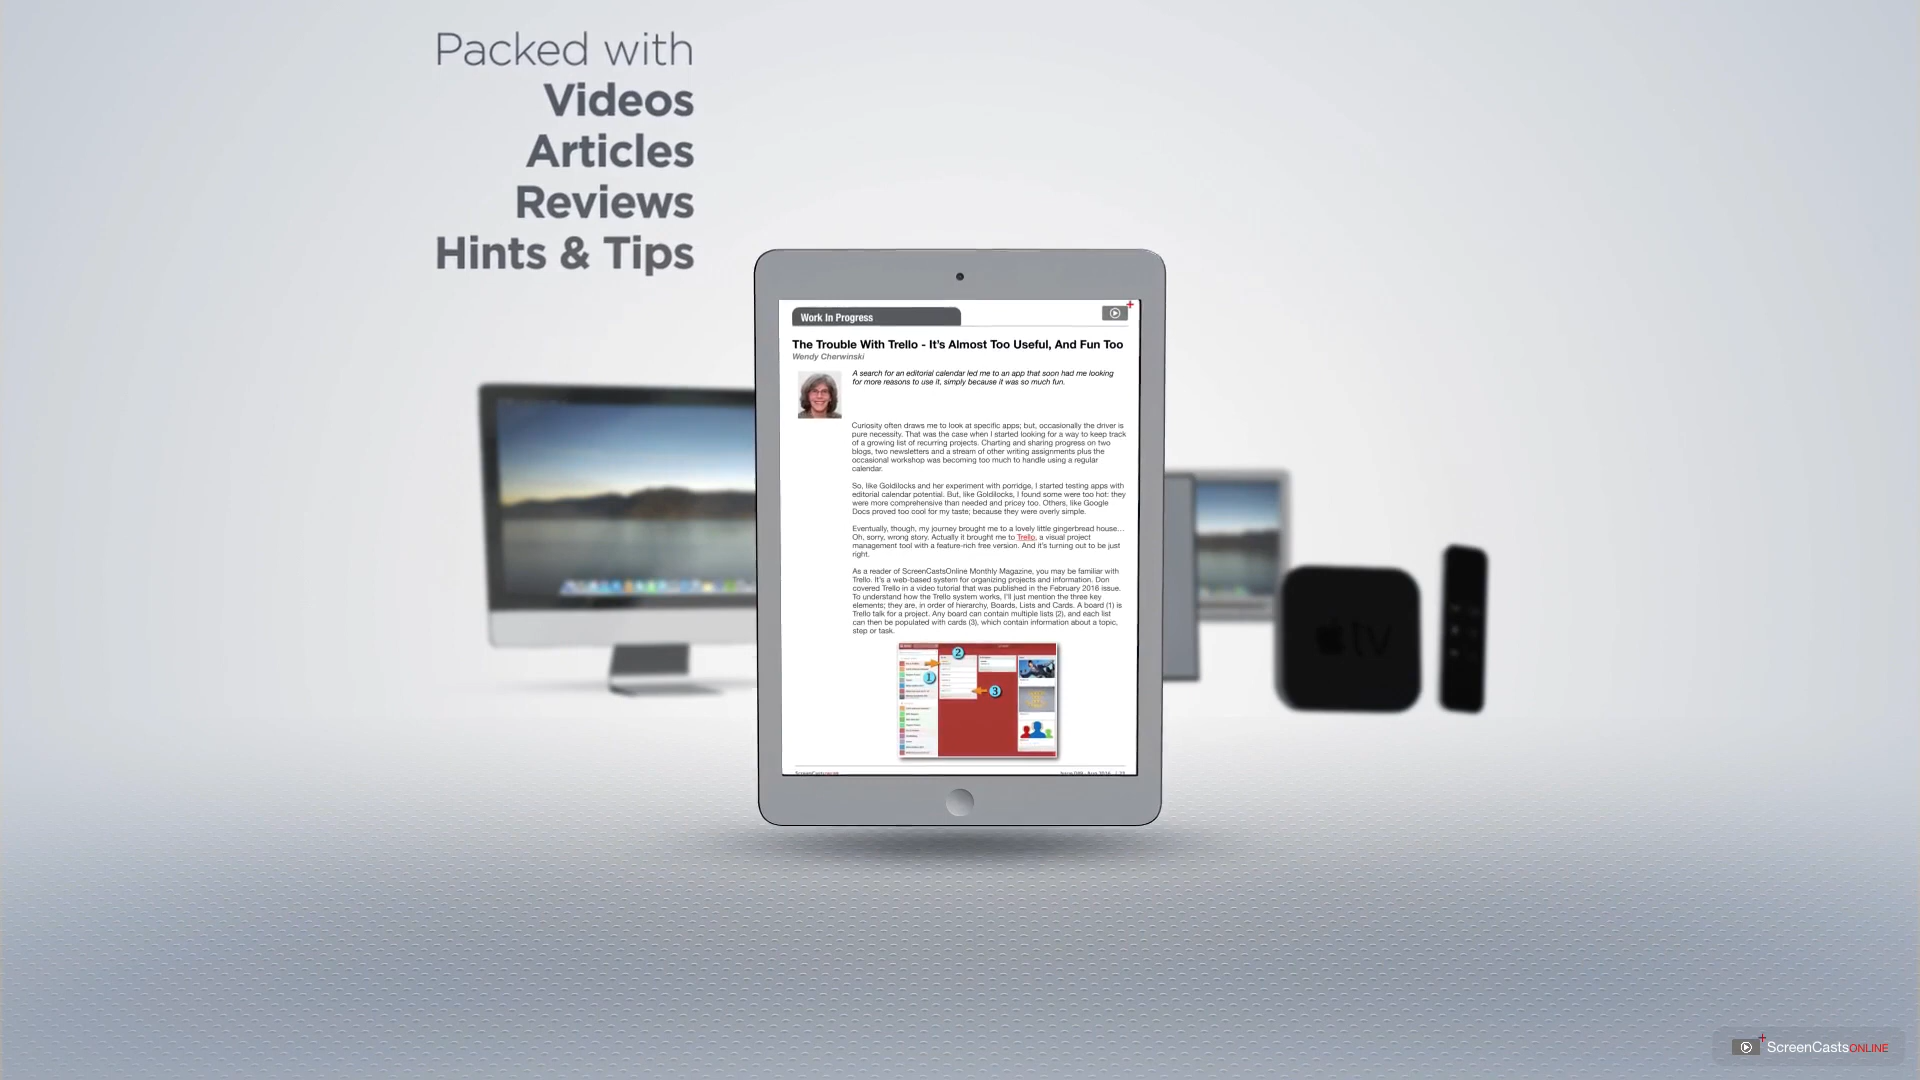 Packed with
Videos
Articles
Reviews
Hints & Tips
Work In Progress
The Trouble With Trello - It's Almost Too Useful, And Fun Too
Wendy Cherwinski
A search for an editorial calendar led me to an app that soon had me looking
for more reasons to use it, simply because it was so much fun.
Curiosity often draws me to look at specific apps; but, occasionally the driver is
pure necessity. That was the case when I started looking for a way to keep track
of a growing list of recurring projects. Charting and sharing progress on two
blogs, two newsletters and a stream of other writing assignments plus the
occasional workshop was becoming too much to handle using a regular
calendar.
So, like Goldilocks and her experiment with porridge, I started testing apps with
editorial calendar potential. But, like Goldilocks, I found some were too hot: they
were more comprehensive than needed and pricey too. Others, like Google
Docs proved too cool for my taste; because they were overly simple.
Eventually, though, my journey brought me to a lovely little gingerbread house…
Oh, sorry, wrong story. Actually it brought me to Trello, a visual project
management tool with a feature-rich free version. And it's turning out to be just
right.
As a reader of ScreenCastsOnline Monthly Magazine, you may be familiar with
Trello. It's a web-based system for organizing projects and information. Don
covered Trello in a video tutorial that was published in the February 2016 issue.
To understand how the Trello system works, I'll just mention the three key
elements; they are, in order of hierarchy, Boards, Lists and Cards. A board (1) is
Trello talk for a project. Any board can contain multiple lists (2), and each list
can then be populated with cards (3), which contain information about a topic,
step or task.
2
1
3
tv
ScreenCastsONLINE